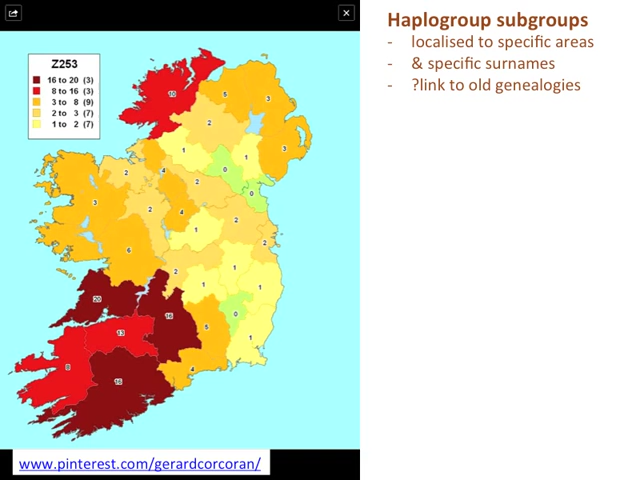 Haplogroup subgroups
- localised to specific areas
- & specific surnames
- ?link to old genealogies
Z253
16 to 20 (3)
8 to 16 (3)
3 to 8 (9)
2 to 3 (7)
1 to 2 (7)
10
5
3
2
3
1
1
0
4
2
2
0
3
2
4
2
1
2
6
2
1
1
1
20
16
0
13
5
1
8
16
4
www.pinterest.com/gerardcorcoran/